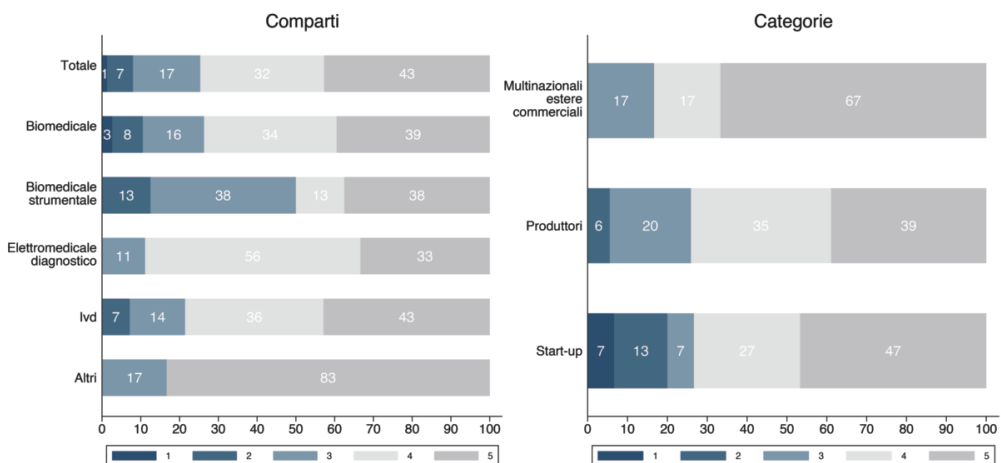 Comparti
Totale
1 7 17 32 43
Biomedicale
3 8 16 34 39
Biomedicale
strumentale
13 38 13 38
Elettromedicale
diagnostico
11 56 33
Ivd
7 14 36 43
Altri
17 83
0 10 20 30 40 50 60 70 80 90 100
1 2 3 4 5
Categorie
Multinazionali
estere
commerciali
17 17 67
Produttori
6 20 35 39
Start-up
7 13 7 27 47
0 10 20 30 40 50 60 70 80 90 100
1 2 3 4 5